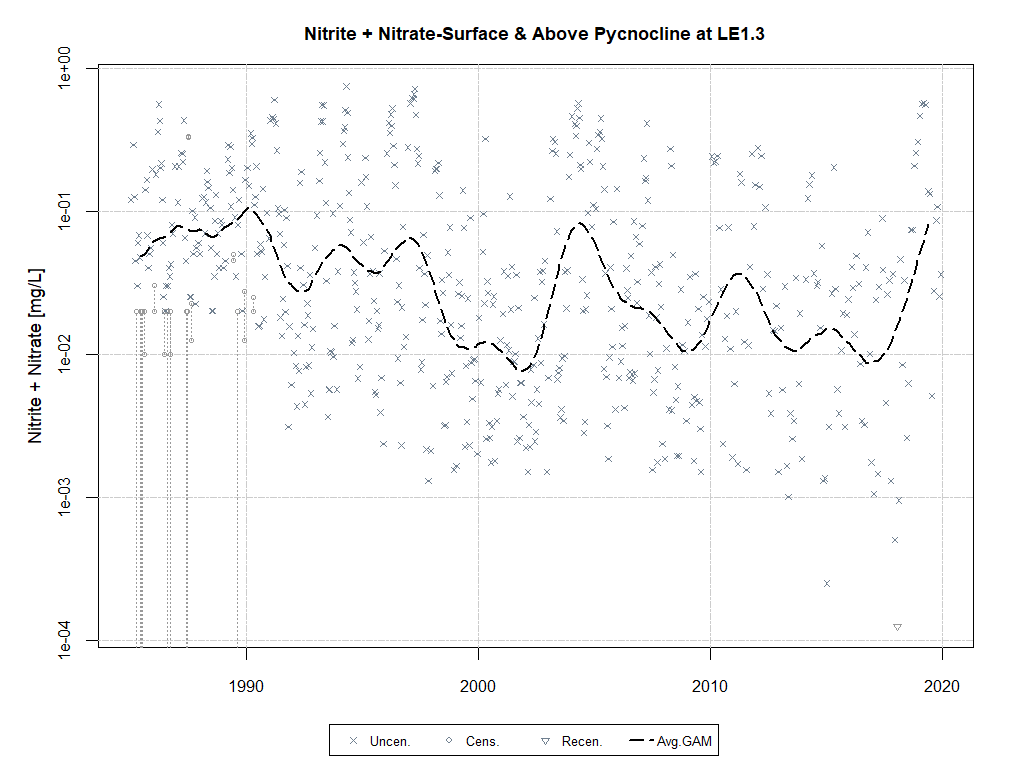 Nitrite + Nitrate-Surface & Above Pycnocline at LE1.3
Nitrite + Nitrate [mg/L]
1e+00
1e-01
1e-02
1e-03
1e-04
1990
2000
2010
2020
Uncen.
Cens.
Recen.
Avg.GAM